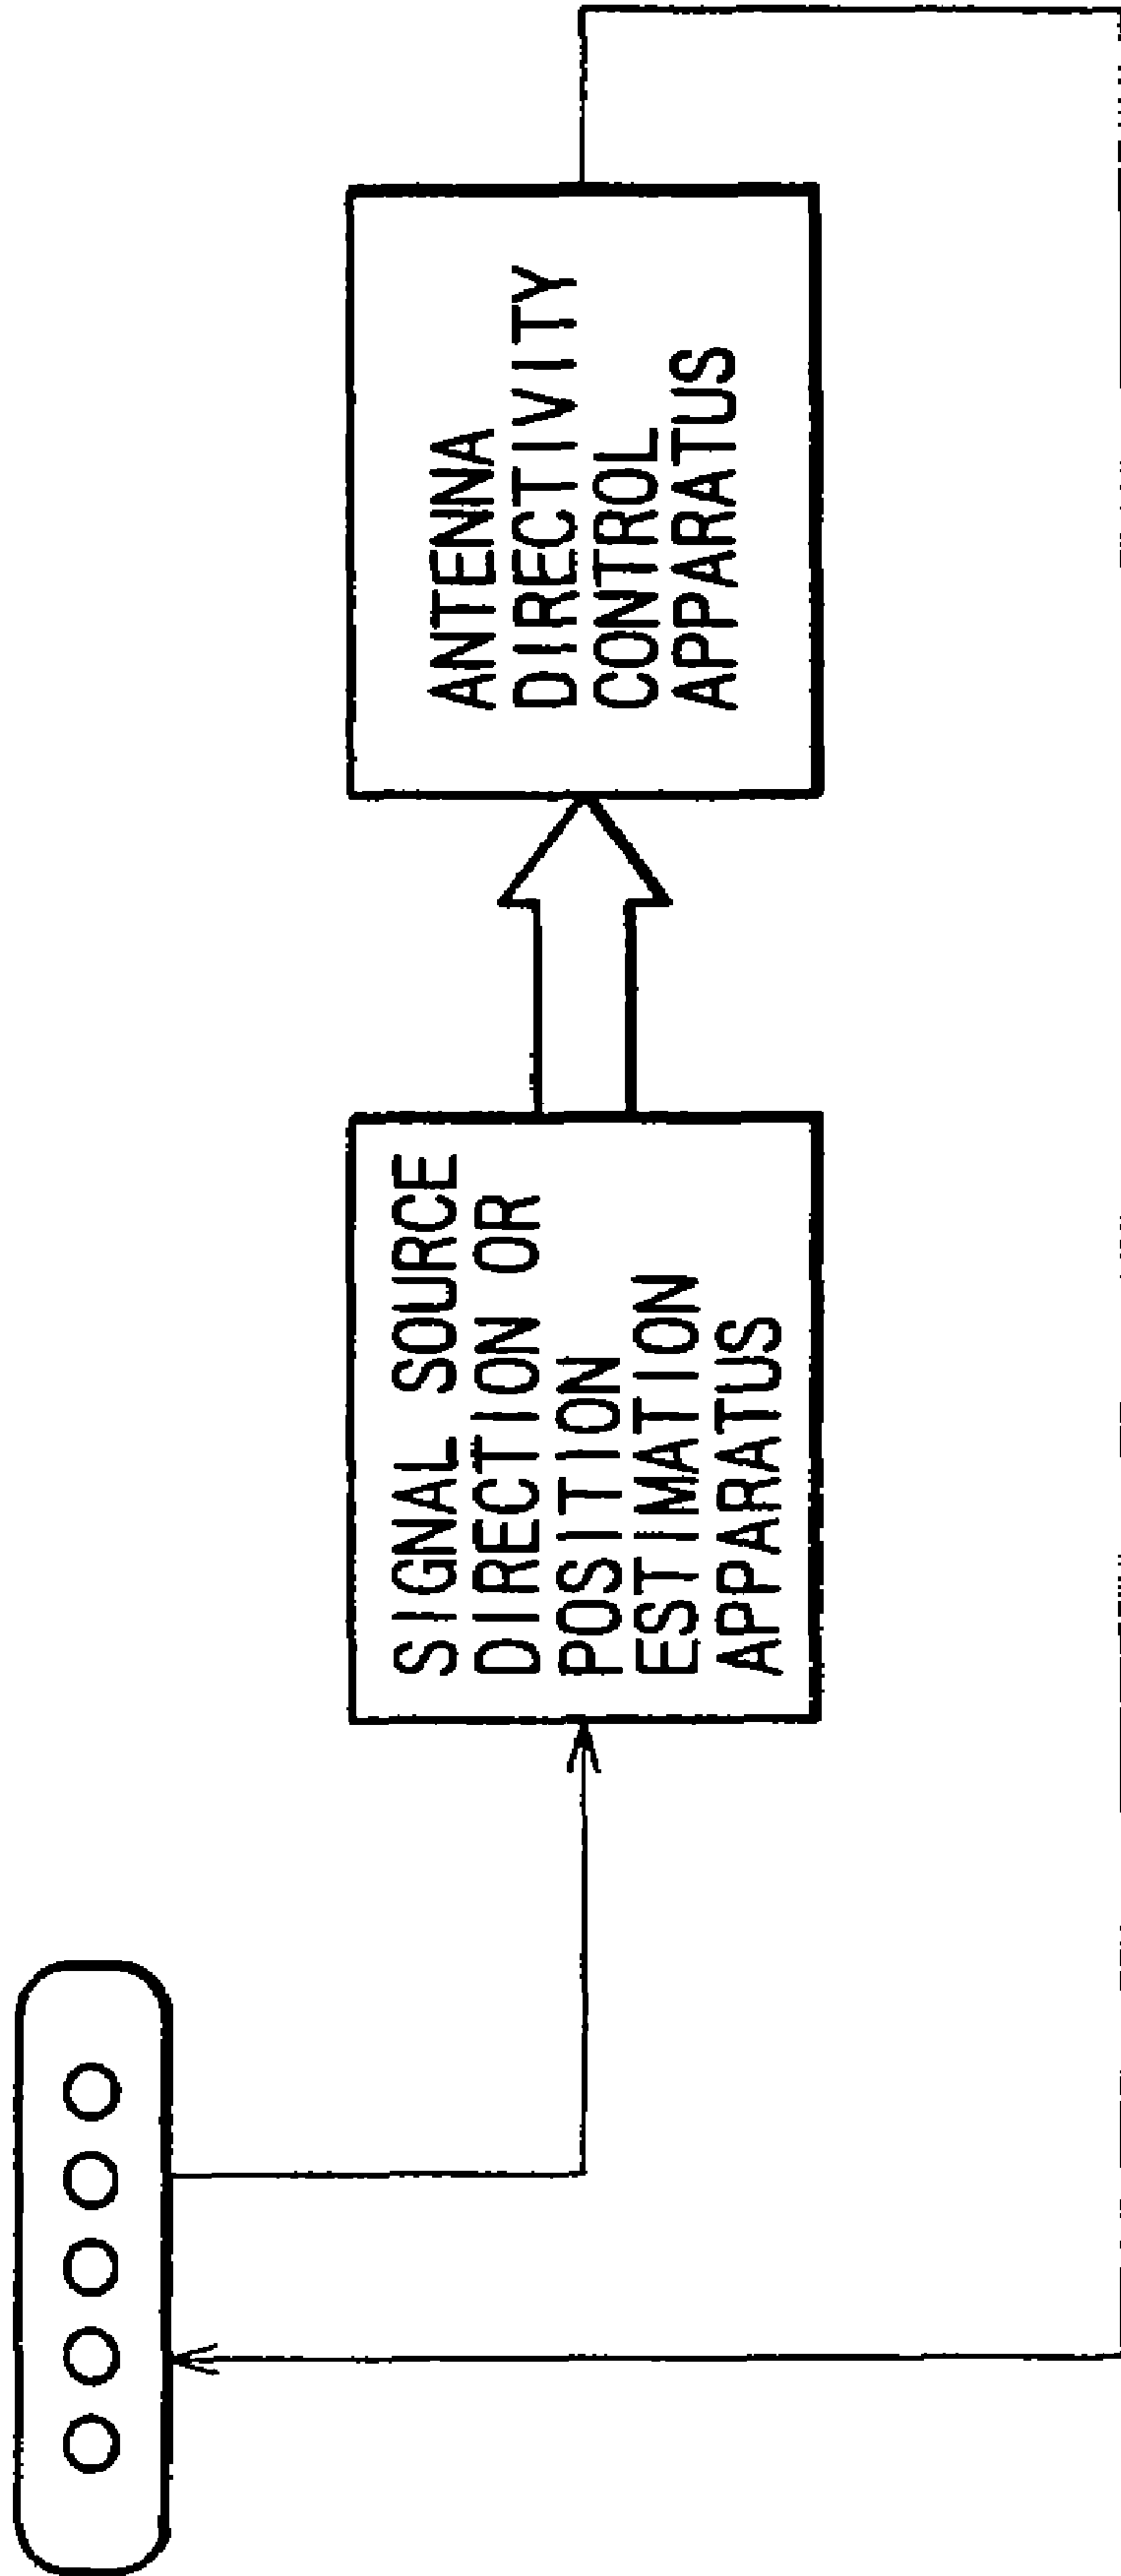 SIGNAL SOURCE
DIRECTION OR
POSITION
ESTIMATION
APPARATUS
ANTENNA
DIRECTIVITY
CONTROL
APPARATUS